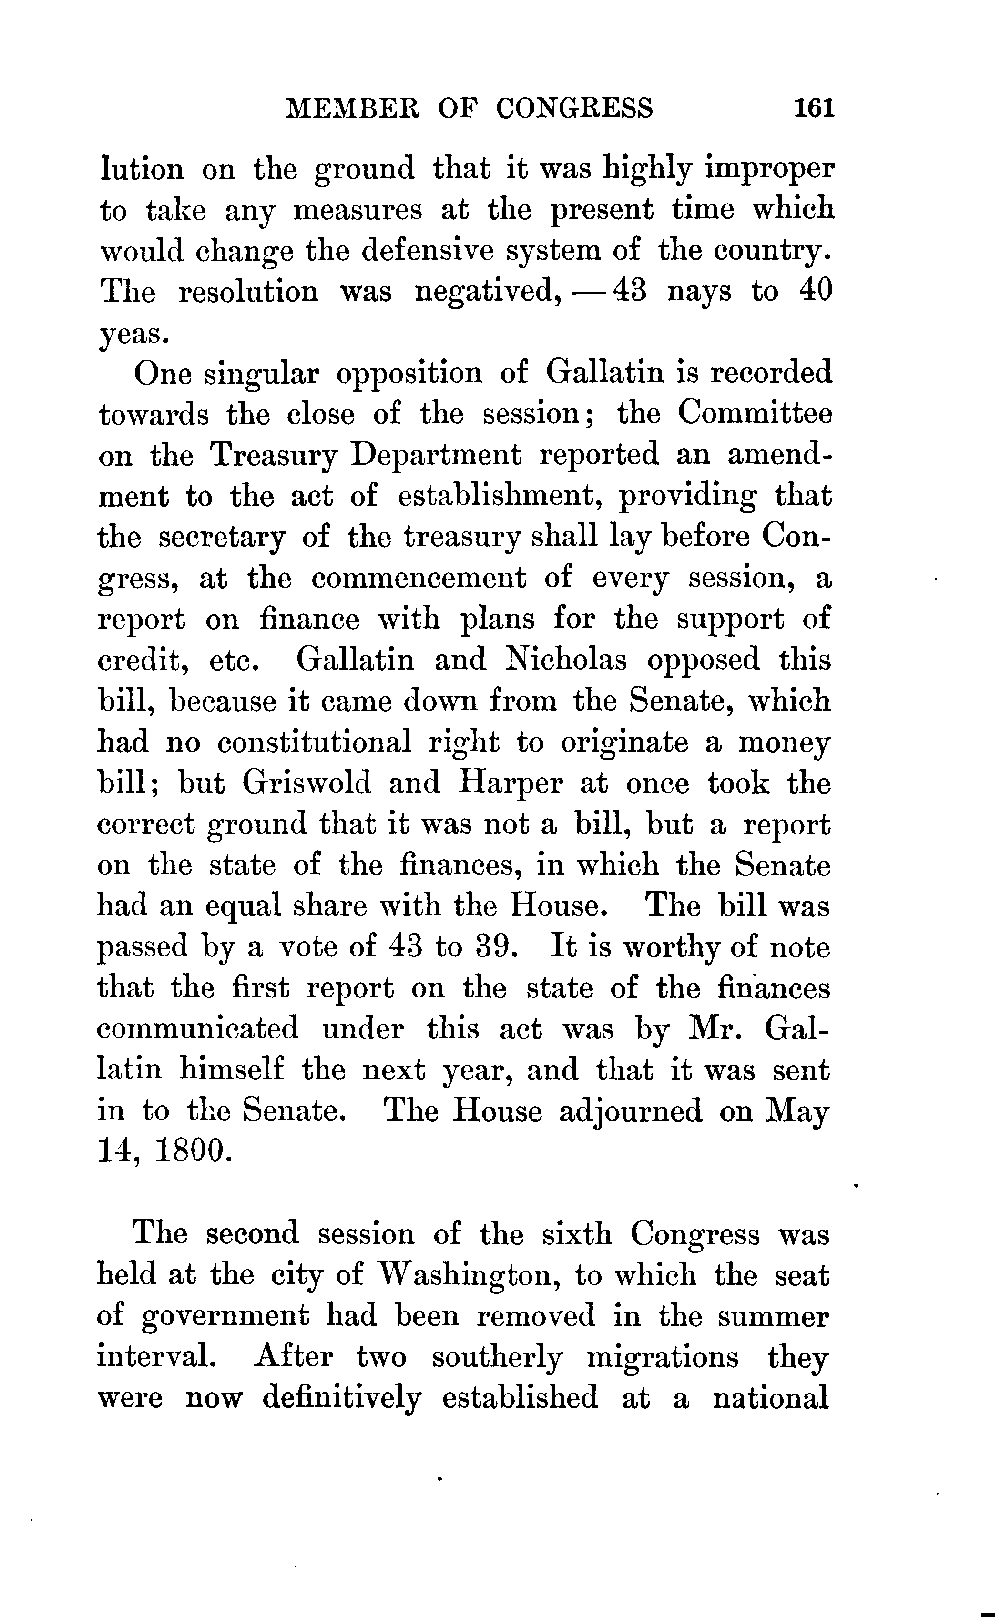 MEMBER OF CONGRESS 161
lution on the ground that it was highly improper
to take any measures at the present time which
would change the defensive system of the country.
The resolution was negatived, — 43 nays to 40
yeas.
One singular opposition of Gallatin is recorded
towards the close of the session; the Committee
on the Treasury Department reported an amend-
ment to the act of establishment, providing that
the secretary of the treasury shall lay before Con-
gress, at the commencement of every session, a
report on finance with plans for the support of
credit, etc. Gallatin and Nicholas opposed this
bill, because it came down from the Senate, which
had no constitutional right to originate a money
bill; but Griswold and Harper at once took the
correct ground that it was not a bill, but a report
on the state of the finances, in which the Senate
had an equal share with the House. The bill was
passed by a vote of 43 to 39. It is worthy of note
that the first report on the state of the finances
communicated under this act was by Mr. Gal-
latin himself the next year, and that it was sent
in to the Senate. The House adjourned on May
14, 1800.
The second session of the sixth Congress was
held at the city of Washington, to which the seat
of government had been removed in the summer
interval. After two southerly migrations they
were now definitively established at a national